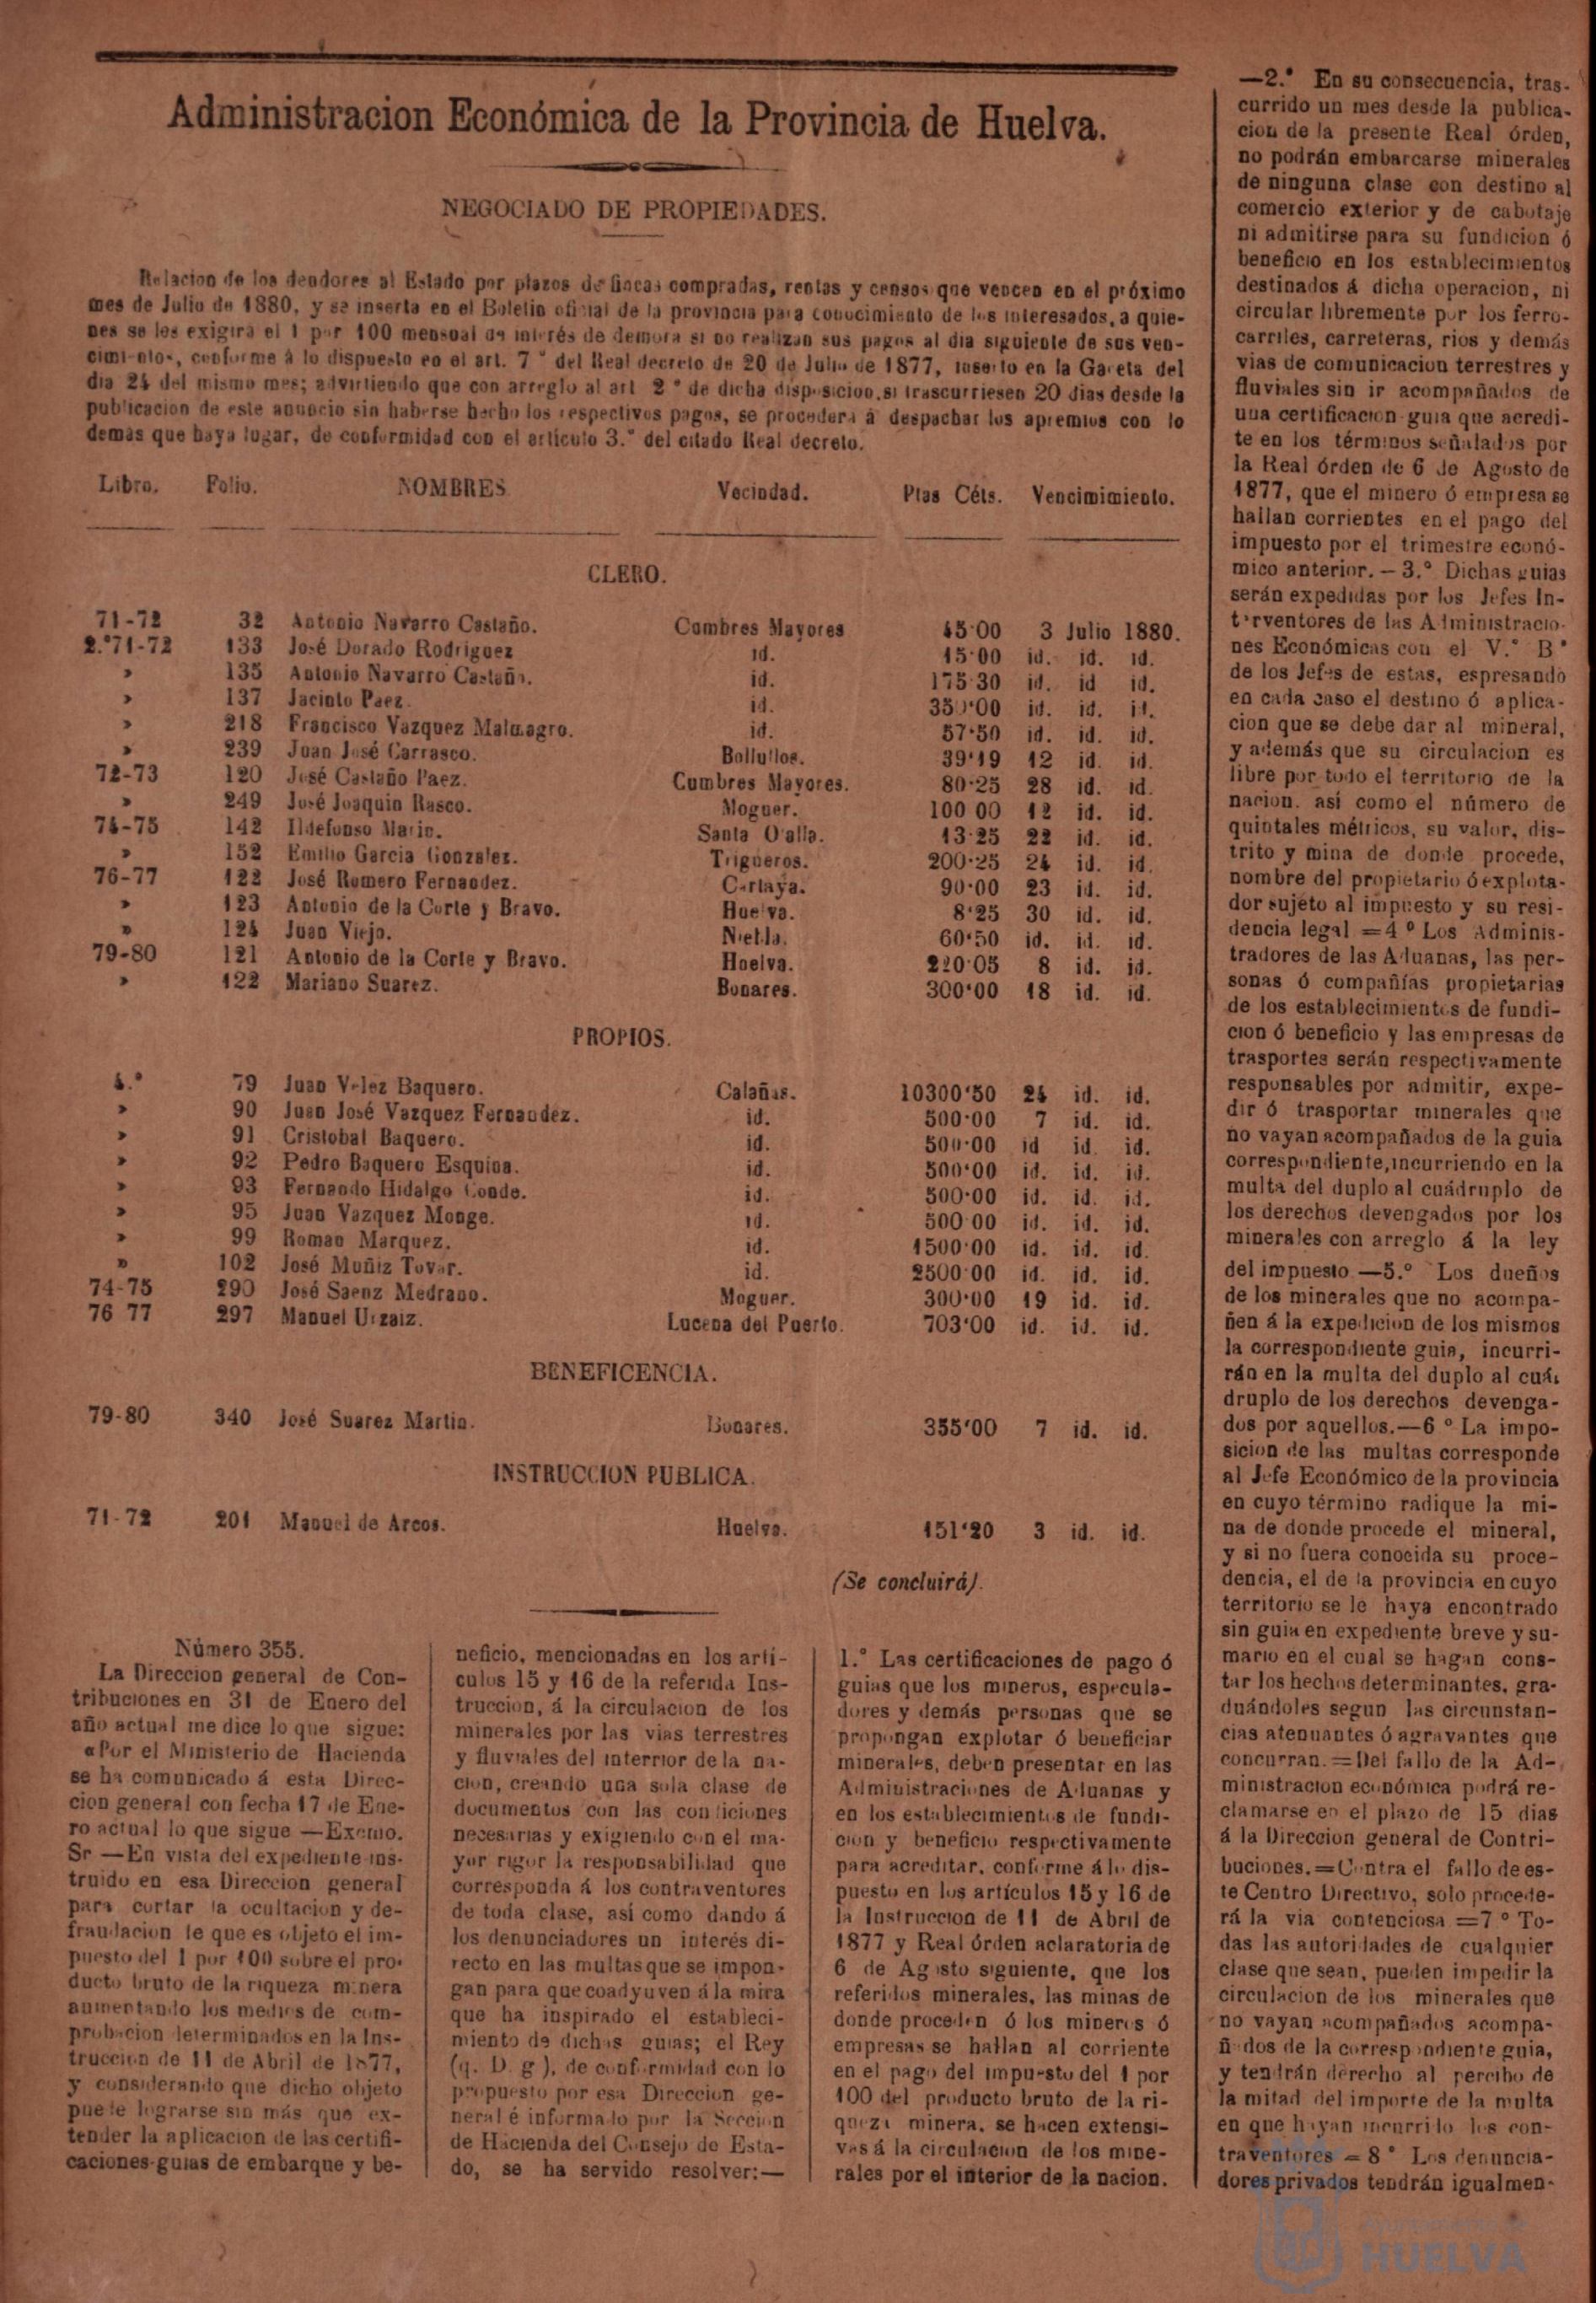 Administracion Económica de la Provincia de Huelva.
NEGOCIADO DE PROPIEDADES.
Relacion de los deudores al Estado por plazos de fincas compradas, rentas y censos que vencen en el próximo
mes de Julio de 1880, y se inserta en el Boletin oficial de la provincia para conocimiento de los interesados, a quie-
nes se les exigirá el 1 por 100 mensual de interés de demora si no realizan sus pagos al dia siguiente de sus ven-
cimientos, conforme á lo dispuesto en el art. 7.º del Real decreto de 20 de Julio de 1877, inserto en la Gaceta del
dia 24 del mismo mes; advirtiendo que con arreglo al art 2.º de dicha disposicion, si trascurriesen 20 dias desde la
publicacion de este anuncio sin haberse hecho los respectivos pagos, se procederá á despachar los apremios con lo
demás que haya lugar, de conformidad con el artículo 3.º del citado Real decreto.
Libro. Folio. NOMBRES Vecindad. Ptas Céts. Vencimimiento.
CLERO.
71-72 32 Antonio Navarro Castaño. Cumbres Mayores 45·00 3 Julio 1880.
2.º71-72 133 José Dorado Rodriguez id. 15·00 id. id. id.
» 135 Antonio Navarro Castaño. id. 175·30 id. id id.
» 137 Jacinto Paez. id. 350·00 id. id. id.
» 218 Francisco Vazquez Malmagro. id. 57·50 id. id. id.
» 239 Juan José Carrasco. Bollullos. 39·19 12 id. id.
72-73 120 José Castaño Paez. Cumbres Mayores. 80·25 28 id. id.
» 249 José Joaquin Rasco. Moguer. 100 00 12 id. id.
74-75 142 Ildefonso Marin. Santa Olalla. 13·25 22 id. id.
» 152 Emilio Garcia Gonzalez. Trigueros. 200·25 24 id. id.
76-77 122 José Romero Fernandez. Cartaya. 90·00 23 id. id.
» 123 Antonio de la Corte y Bravo. Huelva. 8·25 30 id. id.
» 124 Juan Viejo. Niebla. 60·50 id. id. id.
79-80 121 Antonio de la Corte y Bravo. Huelva. 220·05 8 id. id.
» 122 Mariano Suarez. Bonares. 300·00 18 id. id.
PROPIOS.
4.º 79 Juan Velez Baquero. Calañas. 10300·50 24 id. id.
» 90 Juan José Vazquez Fernandez. id. 500·00 7 id. id.
» 91 Cristobal Baquero. id. 500·00 id id. id.
» 92 Pedro Baquero Esquina. id. 500·00 id. id. id.
» 93 Fernando Hidalgo Conde. id. 500·00 id. id. id.
» 95 Juan Vazquez Monge. id. 500 00 id. id. id.
» 99 Roman Marquez. id. 1500·00 id. id. id.
» 102 José Muñiz Tovar. id. 2500·00 id. id. id.
74-75 290 José Saenz Medrano. Moguer. 300·00 19 id. id.
76 77 297 Manuel Urzaiz. Lucena del Puerto. 703·00 id. id. id.
BENEFICENCIA.
79-80 340 José Suarez Martin. Bonares. 355·00 7 id. id.
INSTRUCCION PUBLICA.
71-72 201 Manuel de Arcos. Huelva. 151·20 3 id. id.
(Se concluirá).
Número 355.
La Direccion general de Con-
tribuciones en 31 de Enero del
año actual me dice lo que sigue:
«Por el Ministerio de Hacienda
se ha comunicado á esta Direc-
cion general con fecha 17 de Ene-
ro actual lo que sigue —Excmo.
Sr —En vista del expediente ins-
truido en esa Direccion general
para cortar la ocultacion y de-
fraudacion de que es objeto el im-
puesto del 1 por 100 sobre el pro-
ducto bruto de la riqueza minera
aumentando los medios de com-
probacion determinados en la Ins-
truccion de 11 de Abril de 1877,
y considerando que dicho objeto
puede lograrse sin más que ex-
tender la aplicacion de las certifi-
caciones-guias de embarque y be-
neficio, mencionadas en los artí-
culos 15 y 16 de la referida Ins-
truccion, á la circulacion de los
minerales por las vias terrestres
y fluviales del interrior de la na-
cion, creando una sola clase de
documentos con las condiciones
necesarias y exigiendo con el ma-
yor rigor la responsabilidad que
corresponda á los contraventores
de toda clase, así como dando á
los denunciadores un interés di-
recto en las multas que se impon-
gan para que coadyuven á la mira
que ha inspirado el estableci-
miento de dichas guias; el Rey
(q. D g ), de conformidad con lo
propuesto por esa Direccion ge-
neral é informado por la Seccion
de Hacienda del Consejo de Esta-
do, se ha servido resolver:—
1.º Las certificaciones de pago ó
guias que los mineros, especula-
dores y demás personas que se
propongan explotar ó beneficiar
minerales, deben presentar en las
Administraciones de Aduanas y
en los establecimientos de fundi-
cion y beneficio respectivamente
para acreditar, conforme á lo dis-
puesto en los artículos 15 y 16 de
la Instruccion de 11 de Abril de
1877 y Real órden aclaratoria de
6 de Agosto siguiente, que los
referidos minerales, las minas de
donde proceden ó los mineros ó
empresas se hallan al corriente
en el pago del impuesto del 1 por
100 del producto bruto de la ri-
queza minera, se hacen extensi-
vas á la circulacion de los mine-
rales por el interior de la nacion.
—2.º En su consecuencia, tras-
currido un mes desde la publica-
cion de la presente Real órden,
no podrán embarcarse minerales
de ninguna clase con destino al
comercio exterior y de cabotaje
ni admitirse para su fundicion ó
beneficio en los establecimientos
destinados á dicha operacion, ni
circular libremente por los ferro-
carriles, carreteras, rios y demás
vias de comunicacion terrestres y
fluviales sin ir acompañados de
una certificacion-guia que acredi-
te en los términos señalados por
la Real órden de 6 de Agosto de
1877, que el minero ó empresa se
hallan corrientes en el pago del
impuesto por el trimestre econó-
mico anterior. — 3.º Dichas guias
serán expedidas por los Jefes In-
terventores de las Administracio-
nes Económicas con el V.º Bº
de los Jefes de estas, espresando
en cada caso el destino ó aplica-
cion que se debe dar al mineral,
y además que su circulacion es
libre por todo el territorio de la
nacion. así como el número de
quintales métricos, su valor, dis-
trito y mina de donde procede,
nombre del propietario ó explota-
dor sujeto al impuesto y su resi-
dencia legal =4 º Los Adminis-
tradores de las Aduanas, las per-
sonas ó compañías propietarias
de los establecimientos de fundi-
cion ó beneficio y las empresas de
trasportes serán respectivamente
responsables por admitir, expe-
dir ó trasportar minerales que
no vayan acompañados de la guia
correspondiente, incurriendo en la
multa del duplo al cuádruplo de
los derechos devengados por los
minerales con arreglo á la ley
del impuesto —5.º Los dueños
de los minerales que no acompa-
ñen á la expedicion de los mismos
la correspondiente guia, incurri-
rán en la multa del duplo al cuá-
druplo de los derechos devenga-
dos por aquellos.—6 º La impo-
sicion de las multas corresponde
al Jefe Económico de la provincia
en cuyo término radique la mi-
na de donde procede el mineral,
y si no fuera conocida su proce-
dencia, el de la provincia en cuyo
territorio se le haya encontrado
sin guia en expediente breve y su-
mario en el cual se hagan cons-
tar los hechos determinantes, gra-
duándoles segun las circunstan-
cias atenuantes ó agravantes que
concurran.=Del fallo de la Ad-
ministracion económica podrá re-
clamarse en el plazo de 15 dias
á la Direccion general de Contri-
buciones.=Contra el fallo de es-
te Centro Directivo, solo procede-
rá la via contenciosa =7 º To-
das las autoridades de cualquier
clase que sean, pueden impedir la
circulacion de los minerales que
no vayan acompañados acompa-
ñados de la correspondiente guia,
y tendrán derecho al percibo de
la mitad del importe de la multa
en que hayan incurrido los con-
traventores = 8 º Los denuncia-
dores privados tendrán igualmen-
HUELVA